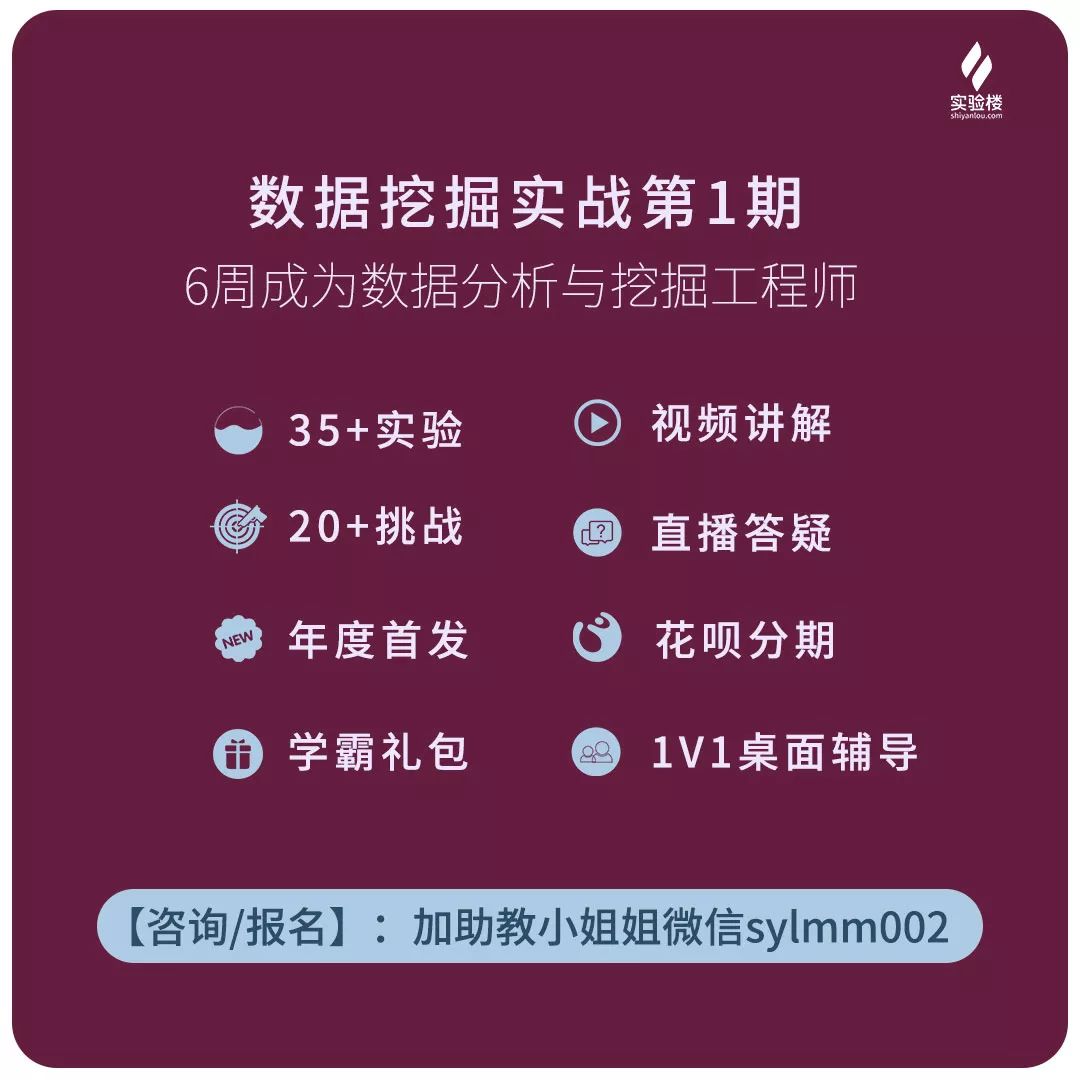 实验楼
shiyanlou.com
数据挖掘实战第1期
6周成为数据分析与挖掘工程师
35+实验
视频讲解
20+挑战
直播答疑
NEW
年度首发
花呗分期
学霸礼包
1V1桌面辅导
【咨询/报名】：加助教小姐姐微信sylmm002